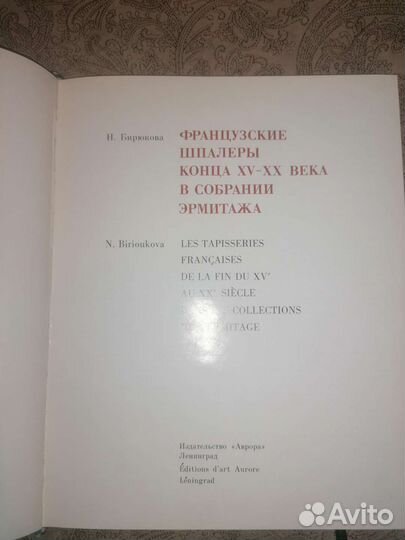 Н. Бирюкова
ФРАНЦУЗСКИЕ
ШПАЛЕРЫ
КОНЦА XV–XX ВЕКА
В СОБРАНИИ
ЭРМИТАЖА
N. Birioukova
LES TAPISSERIES
FRANÇAISES
DE LA FIN DU XVᵉ
AU XXᵉ SIÈCLE
COLLECTIONS
Издательство «Аврора»
Ленинград
Éditions d'art Aurore
Léningrad
Avito